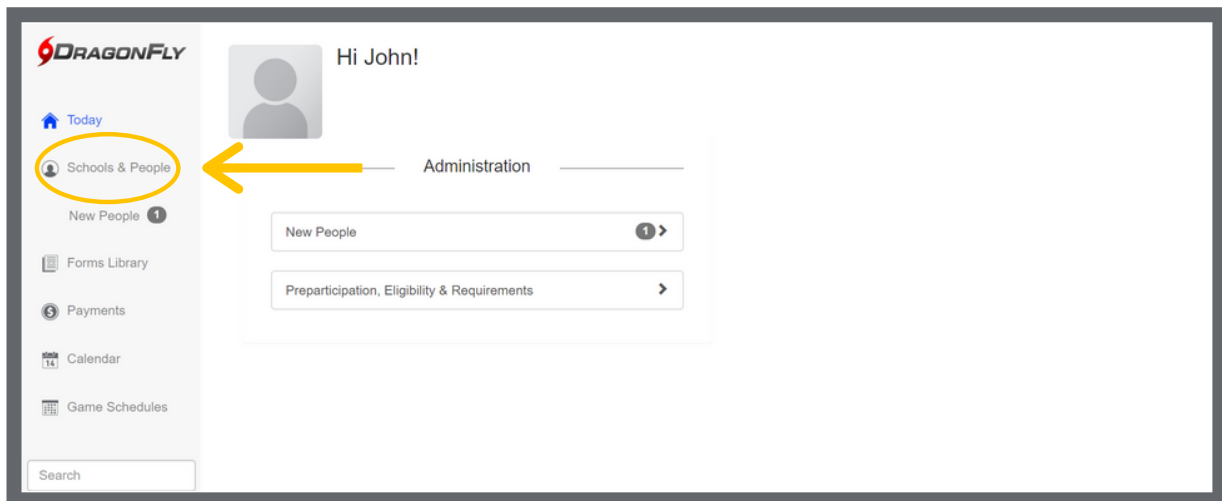 DRAGONFLY
Hi John!
Today
Schools & People
New People 1
Forms Library
Payments
14
Calendar
Game Schedules
Search
Administration
New People 1
Preparticipation, Eligibility & Requirements